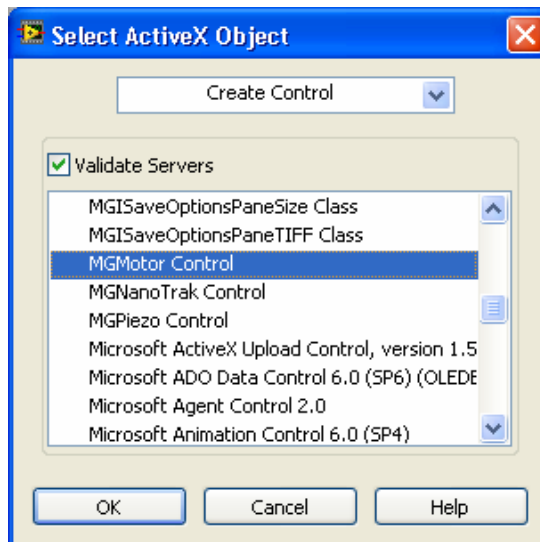 Select ActiveX Object
Create Control
Validate Servers
MGISaveOptionsPaneSize Class
MGISaveOptionsPaneTIFF Class
MGMotor Control
MGNanoTrak Control
MGPiezo Control
Microsoft ActiveX Upload Control, version 1.5
Microsoft ADO Data Control 6.0 (SP6) (OLEDB
Microsoft Agent Control 2.0
Microsoft Animation Control 6.0 (SP4)
OK Cancel Help